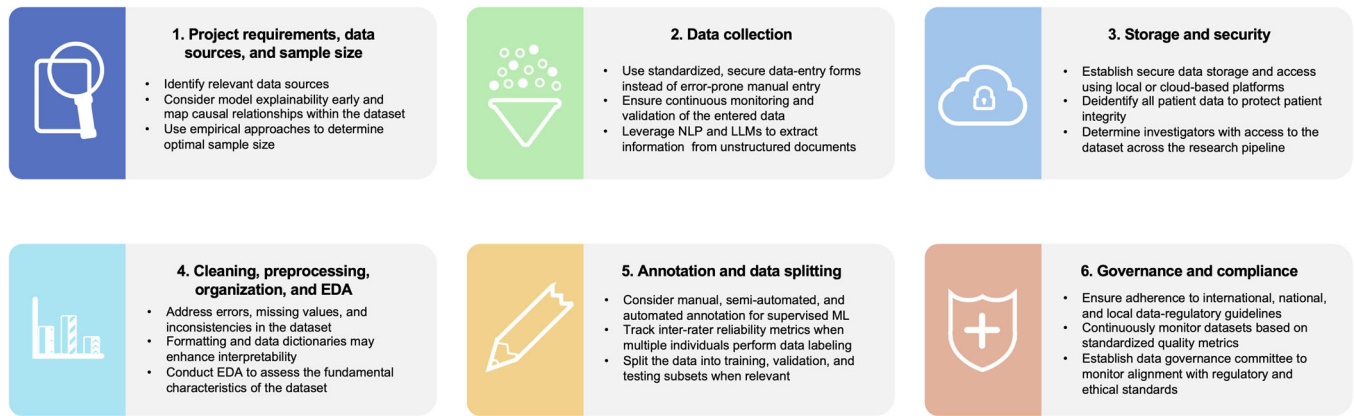 1. Project requirements, data
sources, and sample size
• Identify relevant data sources
• Consider model explainability early and
map causal relationships within the dataset
• Use empirical approaches to determine
optimal sample size
2. Data collection
• Use standardized, secure data-entry forms
instead of error-prone manual entry
• Ensure continuous monitoring and
validation of the entered data
• Leverage NLP and LLMs to extract
information from unstructured documents
3. Storage and security
• Establish secure data storage and access
using local or cloud-based platforms
• Deidentify all patient data to protect patient
integrity
• Determine investigators with access to the
dataset across the research pipeline
4. Cleaning, preprocessing,
organization, and EDA
• Address errors, missing values, and
inconsistencies in the dataset
• Formatting and data dictionaries may
enhance interpretability
• Conduct EDA to assess the fundamental
characteristics of the dataset
5. Annotation and data splitting
• Consider manual, semi-automated, and
automated annotation for supervised ML
• Track inter-rater reliability metrics when
multiple individuals perform data labeling
• Split the data into training, validation, and
testing subsets when relevant
6. Governance and compliance
• Ensure adherence to international, national,
and local data-regulatory guidelines
• Continuously monitor datasets based on
standardized quality metrics
• Establish data governance committee to
monitor alignment with regulatory and
ethical standards